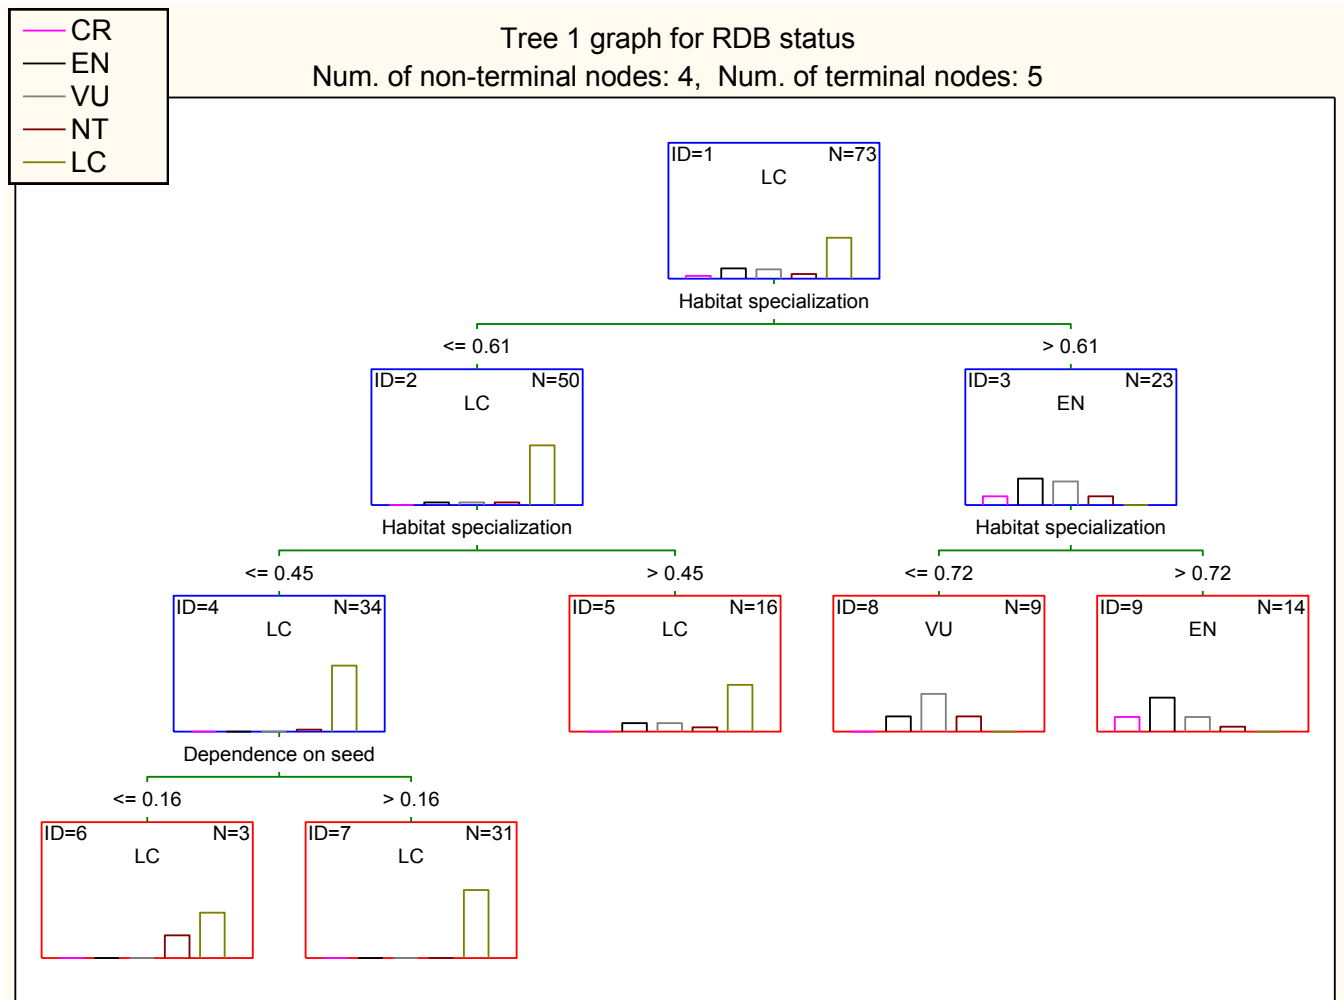 CR
EN
VU
NT
LC
Tree 1 graph for RDB status
Num. of non-terminal nodes: 4, Num. of terminal nodes: 5
ID=1 N=73
LC
Habitat specialization
<= 0.61 > 0.61
ID=2 N=50 ID=3 N=23
LC EN
Habitat specialization Habitat specialization
<= 0.45 > 0.45 <= 0.72 > 0.72
ID=4 N=34 ID=5 N=16 ID=8 N=9 ID=9 N=14
LC LC VU EN
Dependence on seed
<= 0.16 > 0.16
ID=6 N=3 ID=7 N=31
LC LC